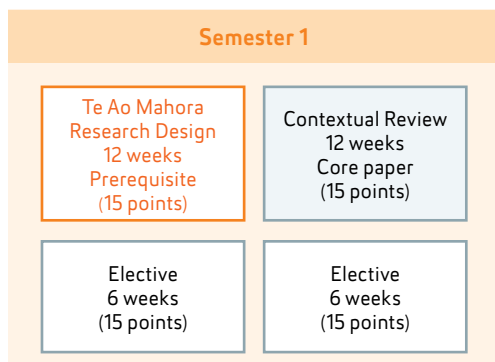 Semester 1
Te Ao Mahora
Research Design
12 weeks
Prerequisite
(15 points)
Contextual Review
12 weeks
Core paper
(15 points)
Elective
6 weeks
(15 points)
Elective
6 weeks
(15 points)